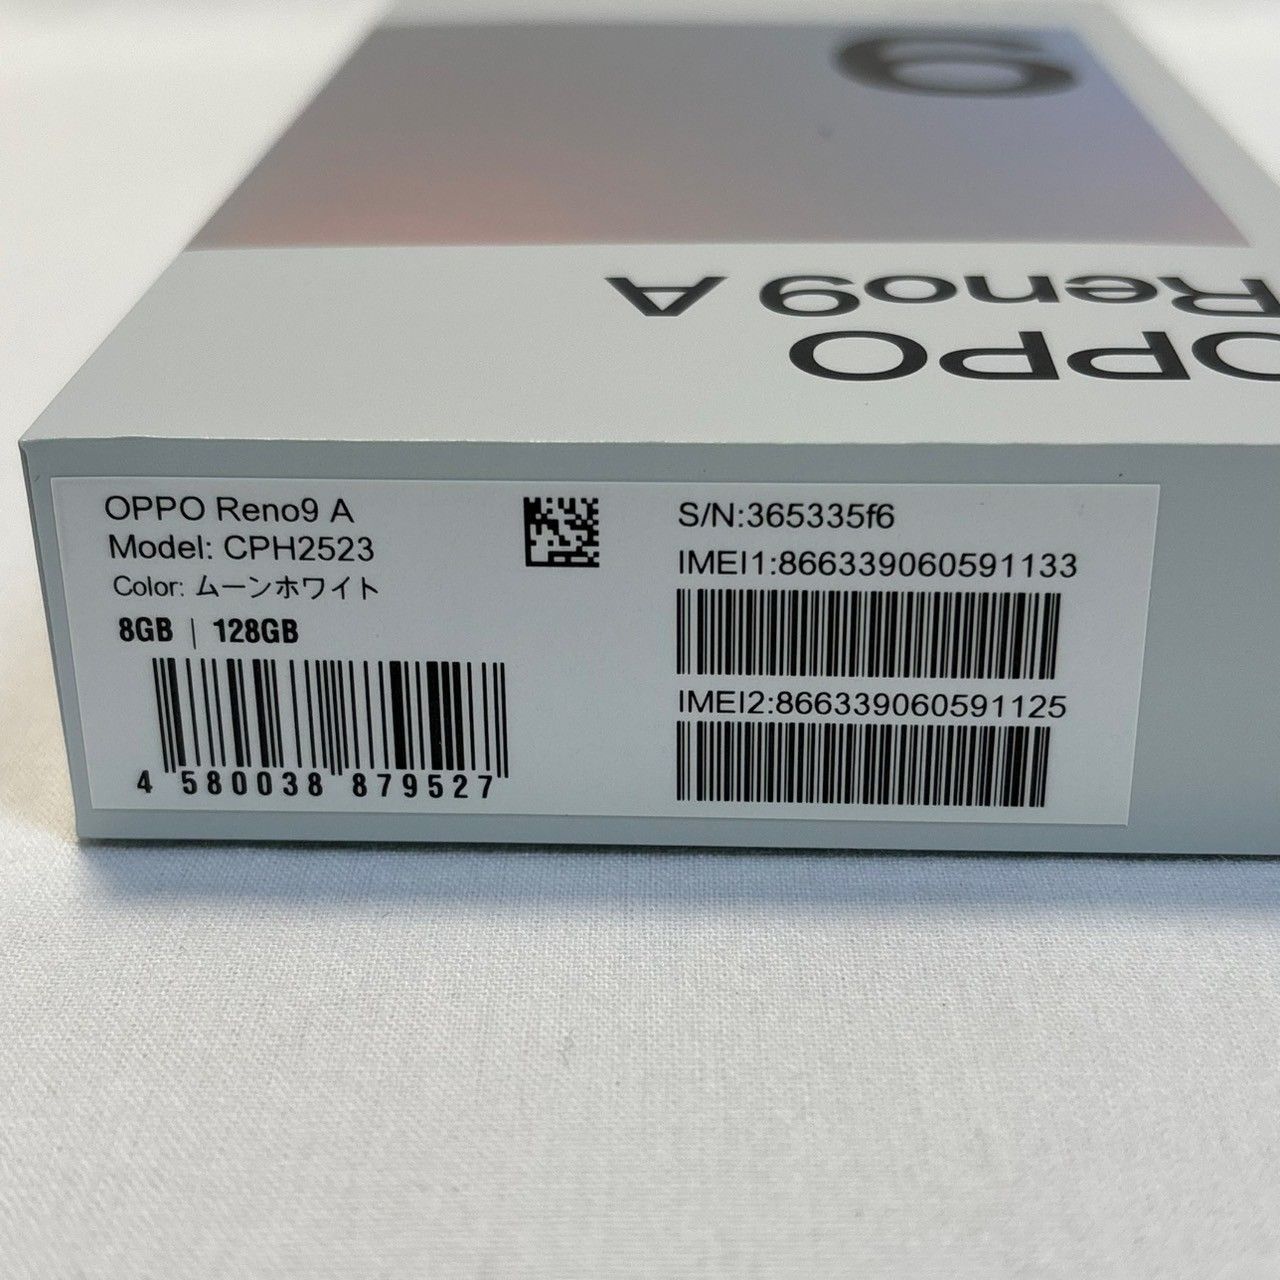 9
OPPO
Reno9 A
OPPO Reno9 A
Model: CPH2523
Color: ムーンホワイト
8GB | 128GB
4 580038 879527
S/N:365335f6
IMEI1:866339060591133
IMEI2:866339060591125